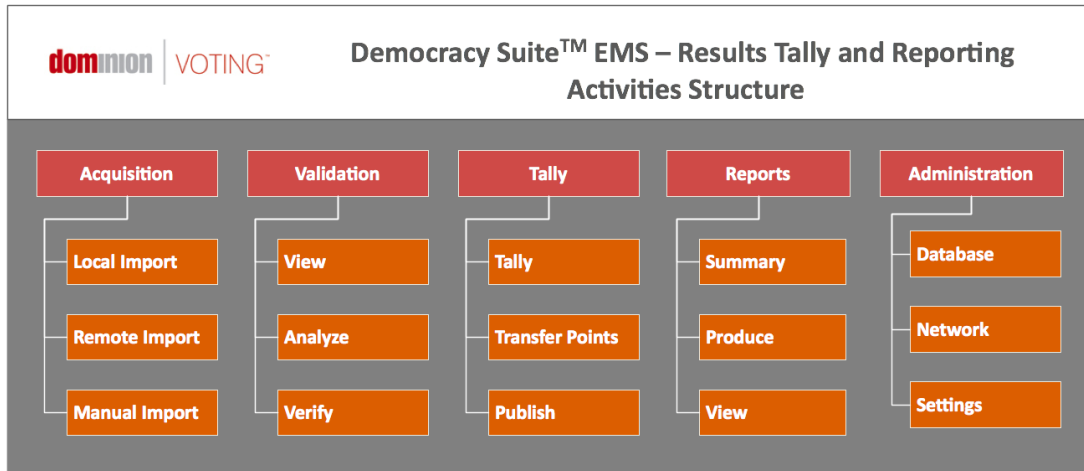 dominion VOTING™
Democracy Suite™ EMS – Results Tally and Reporting
Activities Structure
Acquisition
Local Import
Remote Import
Manual Import
Validation
View
Analyze
Verify
Tally
Tally
Transfer Points
Publish
Reports
Summary
Produce
View
Administration
Database
Network
Settings